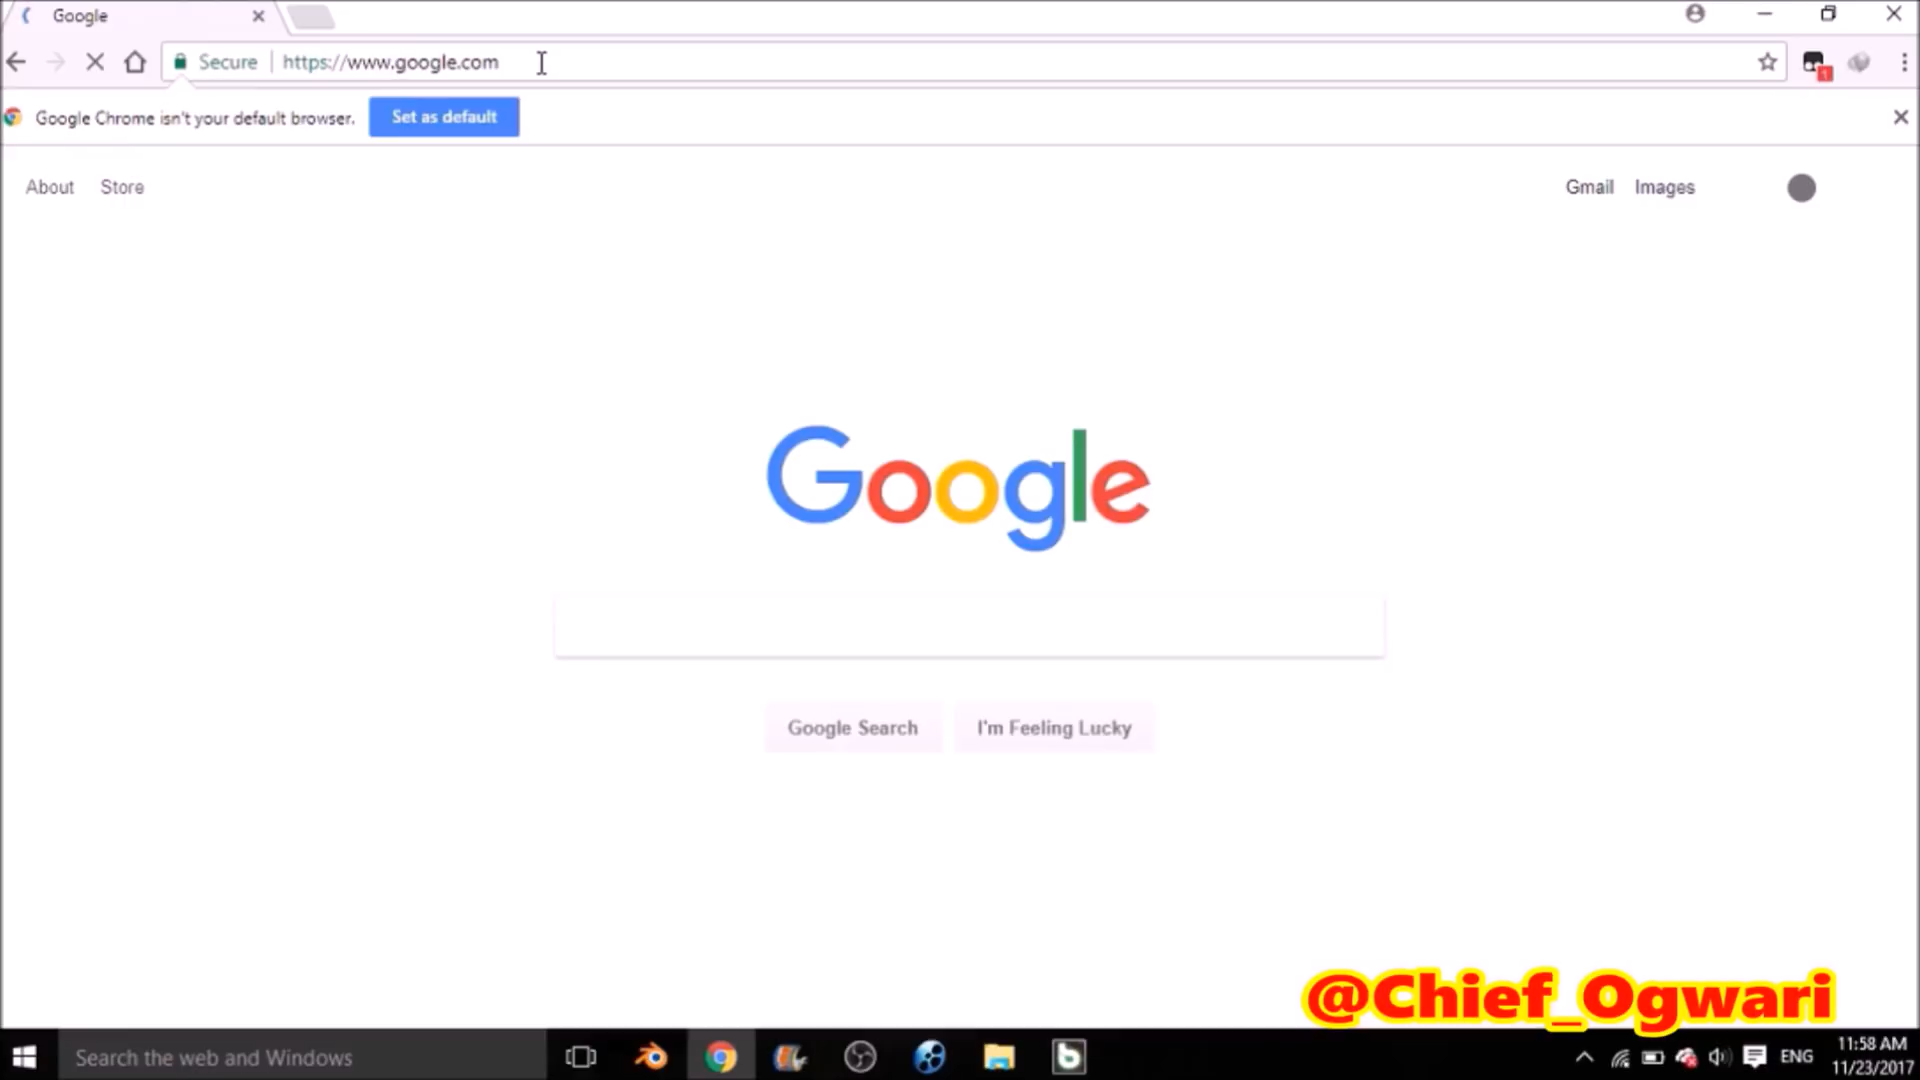 Google
Secure https://www.google.com
Google Chrome isn't your default browser. Set as default
About Store Gmail Images
Google
Google Search I'm Feeling Lucky
@Chief_Ogwari
Search the web and Windows
b
1
ENG
11:58 AM
11/23/2017